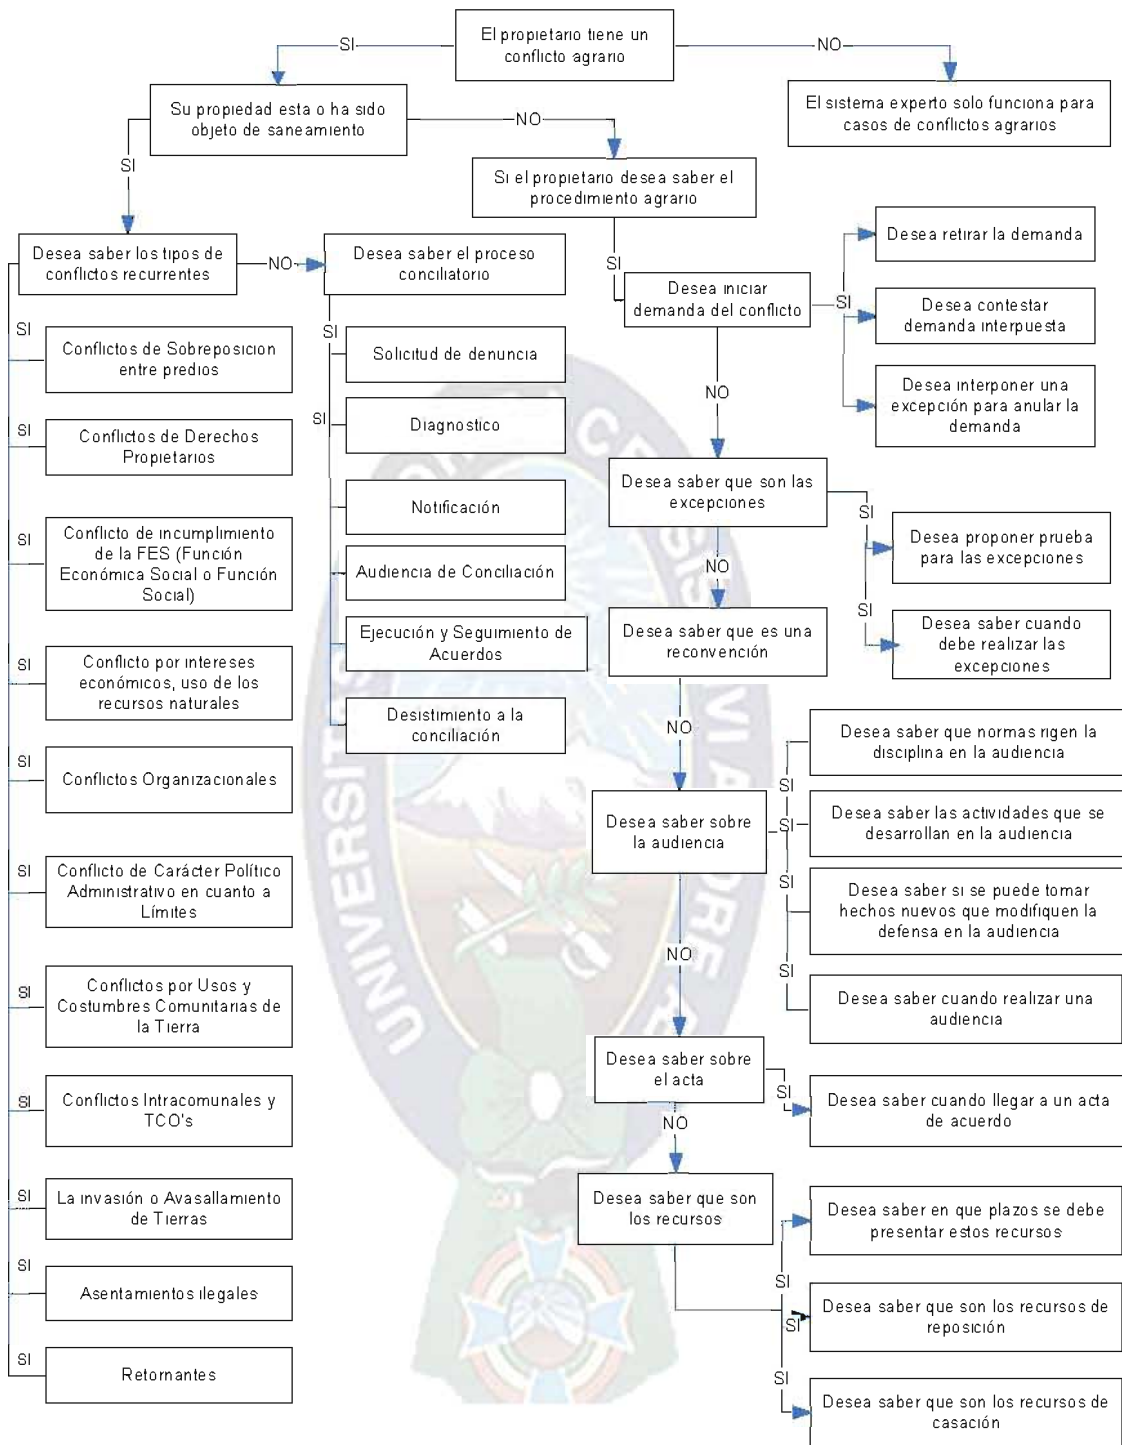 El propietario tiene un
conflicto agrario
SI
NO
Su propiedad esta o ha sido
objeto de saneamiento
El sistema experto solo funciona para
casos de conflictos agrarios
NO
SI
Si el propietario desea saber el
procedimiento agrario
Desea saber los tipos de
conflictos recurrentes
NO
Desea saber el proceso
conciliatorio
SI
Desea iniciar
demanda del conflicto
SI
Desea retirar la demanda
Desea contestar
demanda interpuesta
Desea interponer una
excepción para anular la
demanda
SI
Conflictos de Sobreposicion
entre predios
SI
Conflictos de Derechos
Propietarios
SI
Conflicto de incumplimiento
de la FES (Función
Económica Social o Función
Social)
SI
Conflicto por intereses
económicos, uso de los
recursos naturales
SI
Conflictos Organizacionales
SI
Conflicto de Carácter Político
Administrativo en cuanto a
Límites
SI
Conflictos por Usos y
Costumbres Comunitarias de
la Tierra
SI
Conflictos Intracomunales y
TCO's
SI
La invasión o Avasallamiento
de Tierras
SI
Asentamientos ilegales
SI
Retornantes
SI
Solicitud de denuncia
SI
Diagnostico
Notificación
Audiencia de Conciliación
Ejecución y Seguimiento de
Acuerdos
Desistimiento a la
conciliación
NO
Desea saber que son las
excepciones
SI
Desea proponer prueba
para las excepciones
SI
Desea saber cuando
debe realizar las
excepciones
NO
Desea saber que es una
reconvención
NO
Desea saber sobre
la audiencia
SI
Desea saber que normas rigen la
disciplina en la audiencia
SI
Desea saber las actividades que se
desarrollan en la audiencia
SI
Desea saber si se puede tomar
hechos nuevos que modifiquen la
defensa en la audiencia
SI
Desea saber cuando realizar una
audiencia
NO
Desea saber sobre
el acta
SI
Desea saber cuando llegar a un acta
de acuerdo
NO
Desea saber que son
los recursos
SI
Desea saber en que plazos se debe
presentar estos recursos
SI
Desea saber que son los recursos de
reposición
SI
Desea saber que son los recursos de
casación